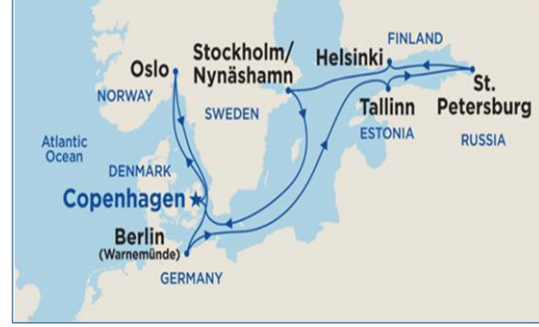 FINLAND
Stockholm/
Nynäshamn
Helsinki
Oslo
NORWAY
SWEDEN
St.
Petersburg
Tallinn
ESTONIA
RUSSIA
Atlantic
Ocean
DENMARK
Copenhagen
Berlin
(Warnemünde)
GERMANY